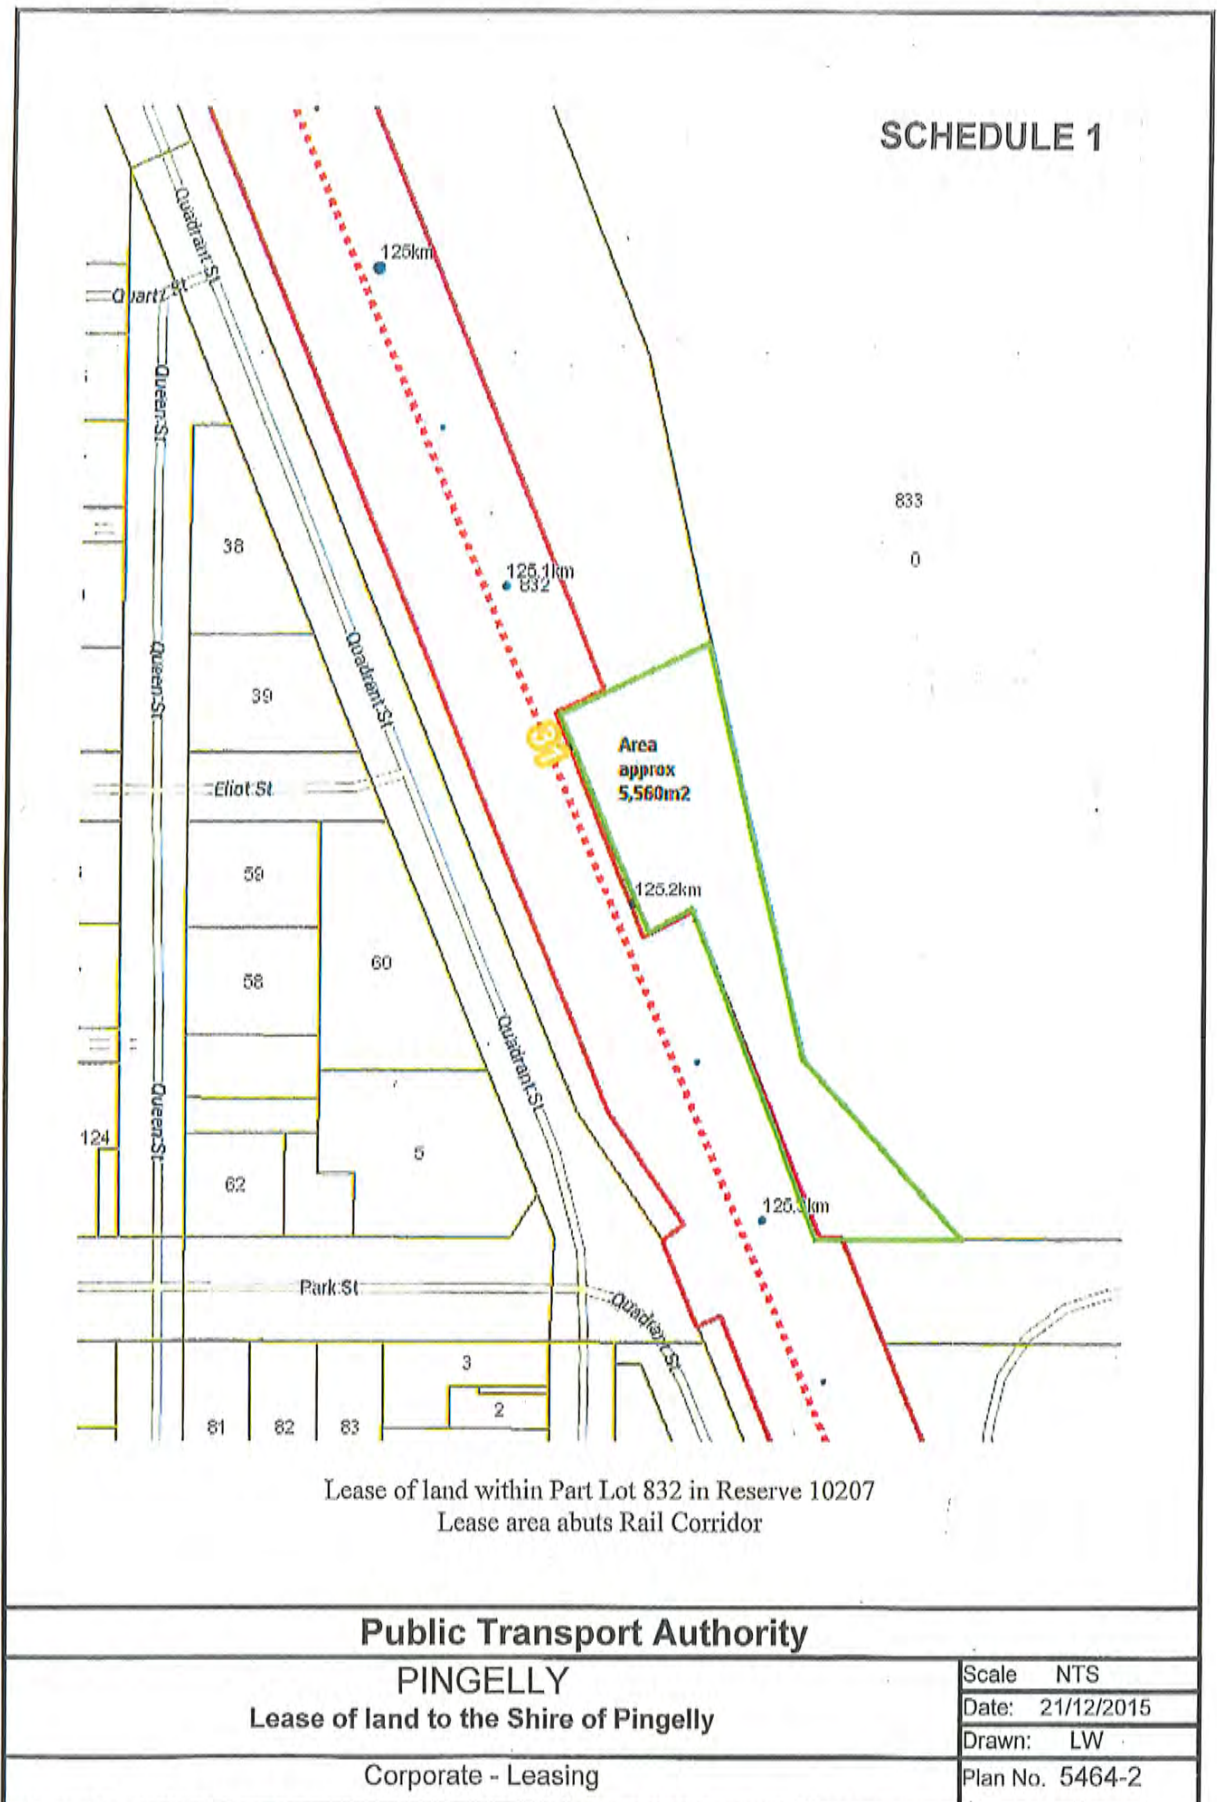 SCHEDULE 1
Quadrant St
125km
Quartz St
Queen St
833
0
38
125.1km
832
Queen St
Quadrant St
39
31
Area
approx
5,560m2
Eliot St
59
125.2km
60
58
Quadrant St
Queen St
124
5
62
125.3km
Park St
Quadrant St
3
2
81
82
83
Lease of land within Part Lot 832 in Reserve 10207
Lease area abuts Rail Corridor
Public Transport Authority
PINGELLY
Lease of land to the Shire of Pingelly
Scale NTS
Date: 21/12/2015
Drawn: LW
Corporate - Leasing
Plan No. 5464-2